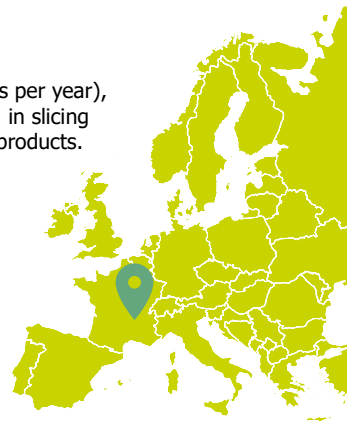 s per year),
in slicing
products.